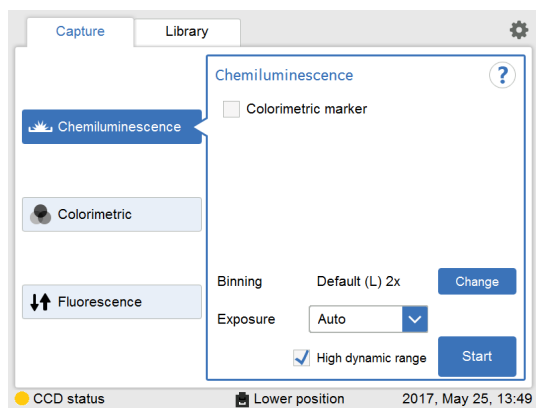 Capture
Library
Chemiluminescence
?
Colorimetric marker
Chemiluminescence
Colorimetric
Fluorescence
Binning Default (L) 2x Change
Exposure Auto
High dynamic range Start
CCD status Lower position 2017, May 25, 13:49